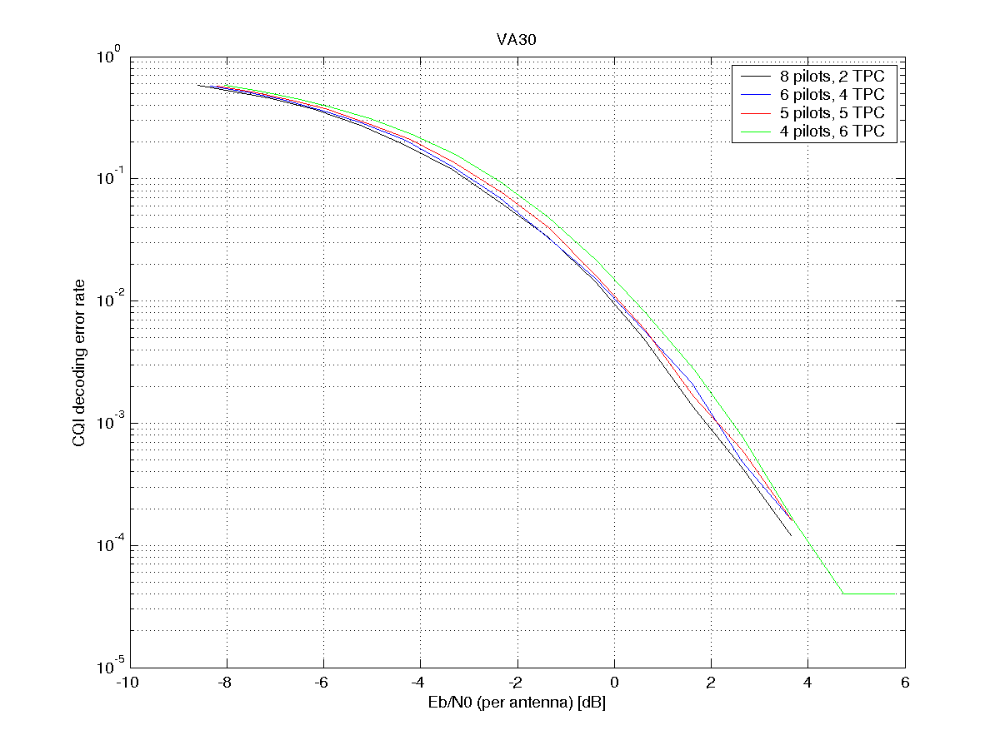 VA30
8 pilots, 2 TPC
6 pilots, 4 TPC
5 pilots, 5 TPC
4 pilots, 6 TPC
10^0
10^-1
10^-2
10^-3
10^-4
10^-5
CQI decoding error rate
-10 -8 -6 -4 -2 0 2 4 6
Eb/N0 (per antenna) [dB]